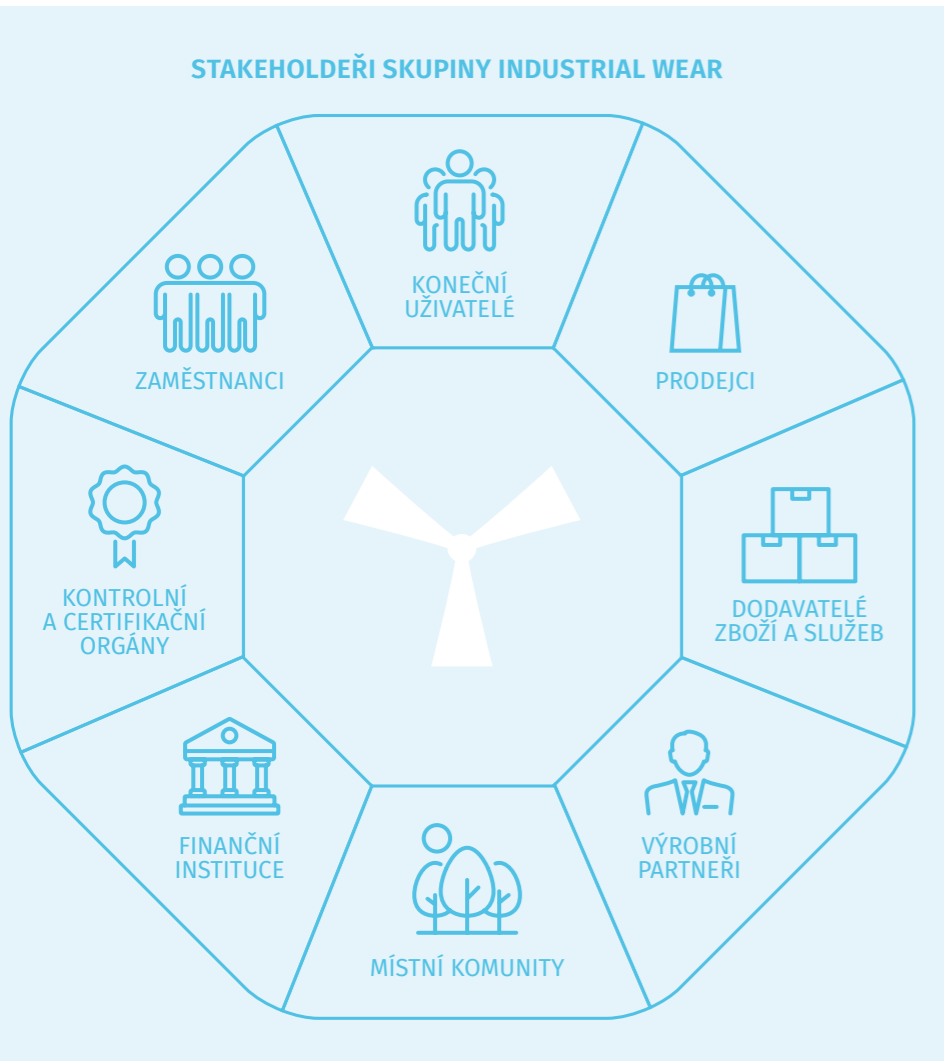 STAKEHOLDEŘI SKUPINY INDUSTRIAL WEAR
KONEČNÍ
UŽIVATELÉ
PRODEJCI
DODAVATELÉ
ZBOŽÍ A SLUŽEB
VÝROBNÍ
PARTNEŘI
MÍSTNÍ KOMUNITY
FINANČNÍ
INSTITUCE
KONTROLNÍ
A CERTIFIKAČNÍ
ORGÁNY
ZAMĚSTNANCI